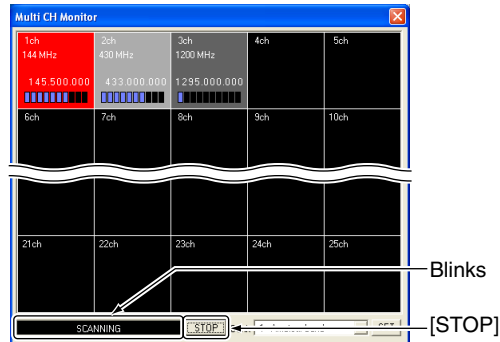 Multi CH Monitor
1ch 2ch 3ch 4ch 5ch
144 MHz 430 MHz 1200 MHz
145.500.000 433.000.000 1295.000.000
6ch 7ch 8ch 9ch 10ch
21ch 22ch 23ch 24ch 25ch
Blinks
SCANNING STOP [STOP]